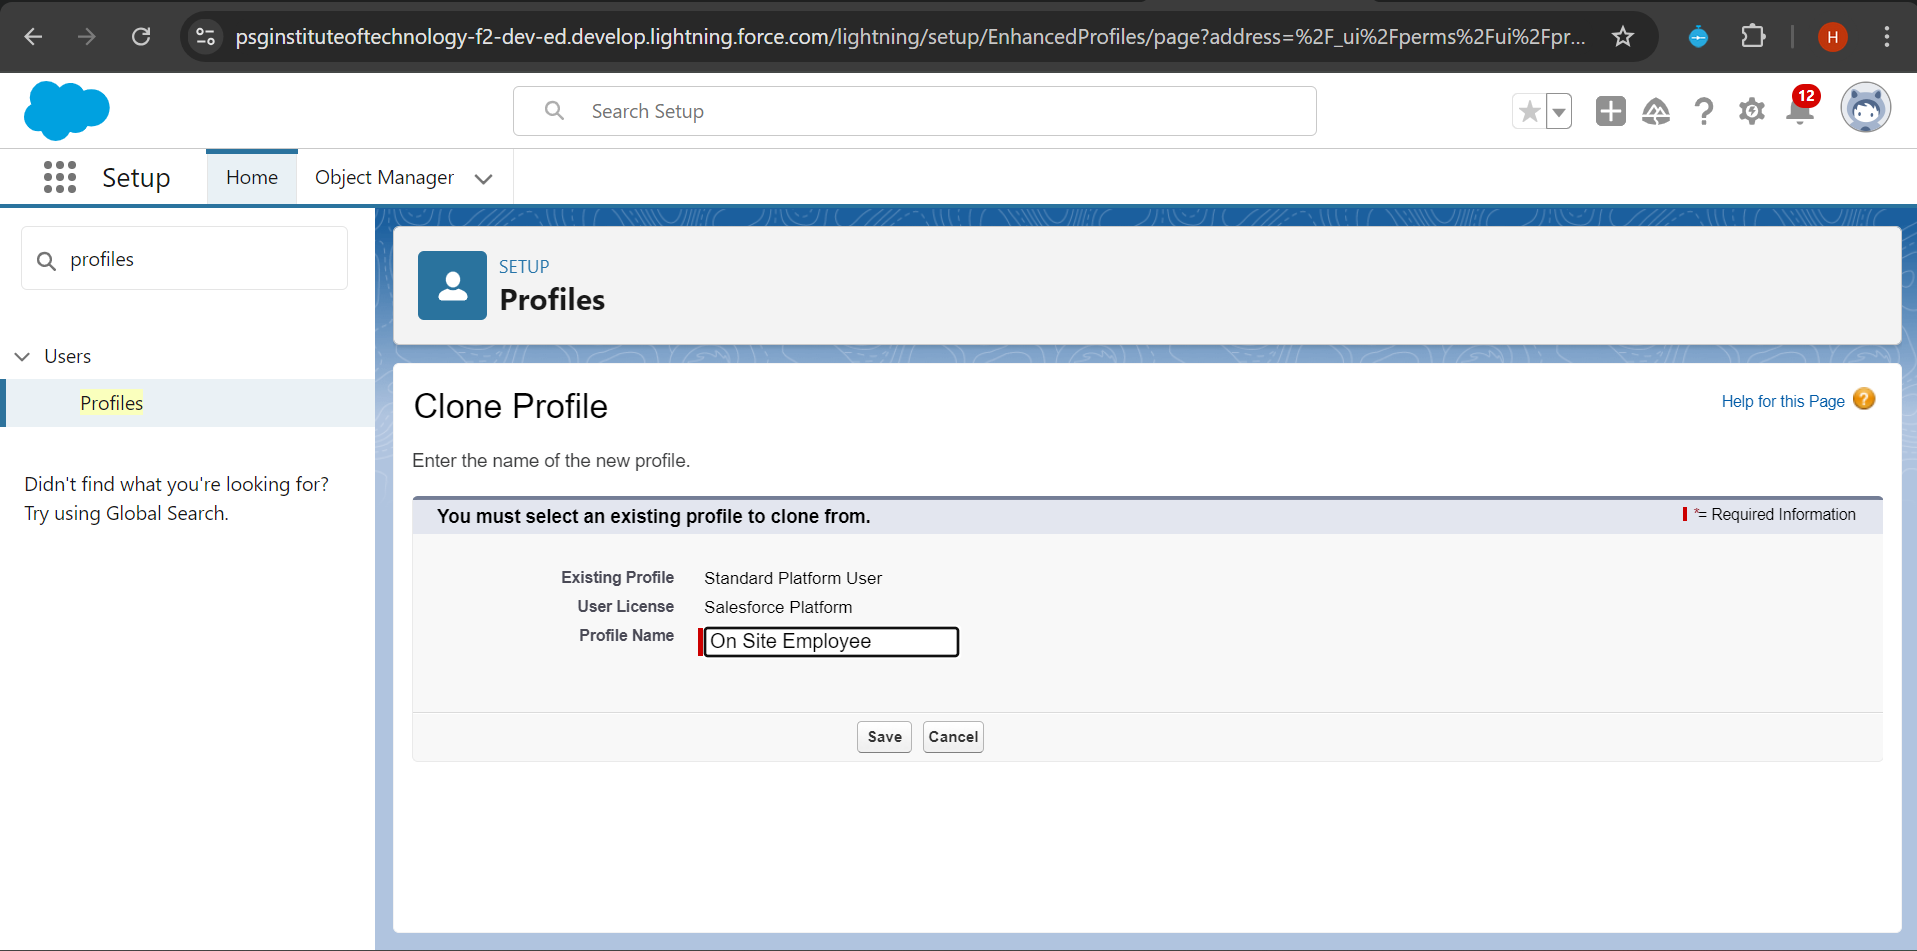 psginstituteoftechnology-f2-dev-ed.develop.lightning.force.com/lightning/setup/EnhancedProfiles/page?address=%2F_ui%2Fperms%2Fui%2Fpr...
H
Search Setup
12
Setup
Home
Object Manager
profiles
Users
Profiles
Didn't find what you're looking for?
Try using Global Search.
SETUP
Profiles
Clone Profile
Help for this Page ?
Enter the name of the new profile.
You must select an existing profile to clone from.
*= Required Information
Existing Profile Standard Platform User
User License Salesforce Platform
Profile Name On Site Employee
Save Cancel